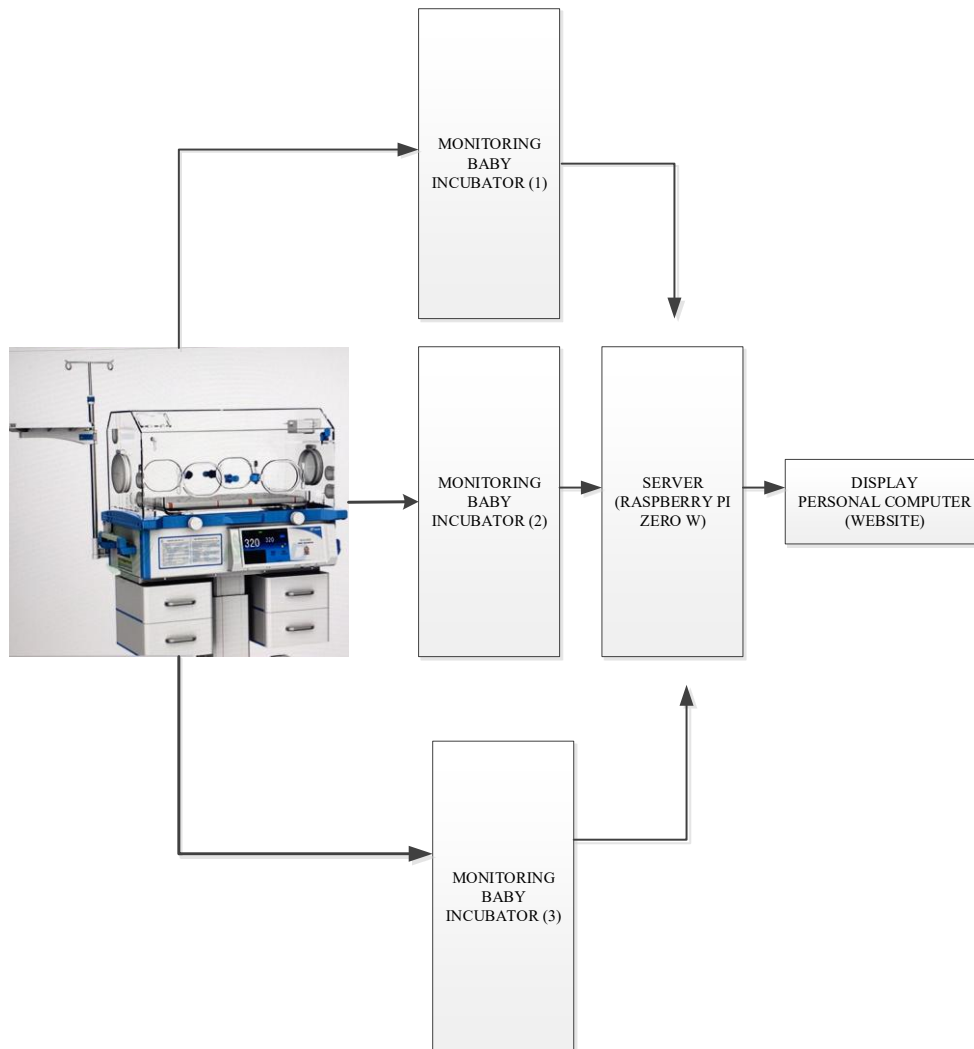 MONITORING
BABY
INCUBATOR (1)
MONITORING
BABY
INCUBATOR (2)
SERVER
(RASPBERRY PI
ZERO W)
DISPLAY
PERSONAL COMPUTER
(WEBSITE)
320
320
MONITORING
BABY
INCUBATOR (3)